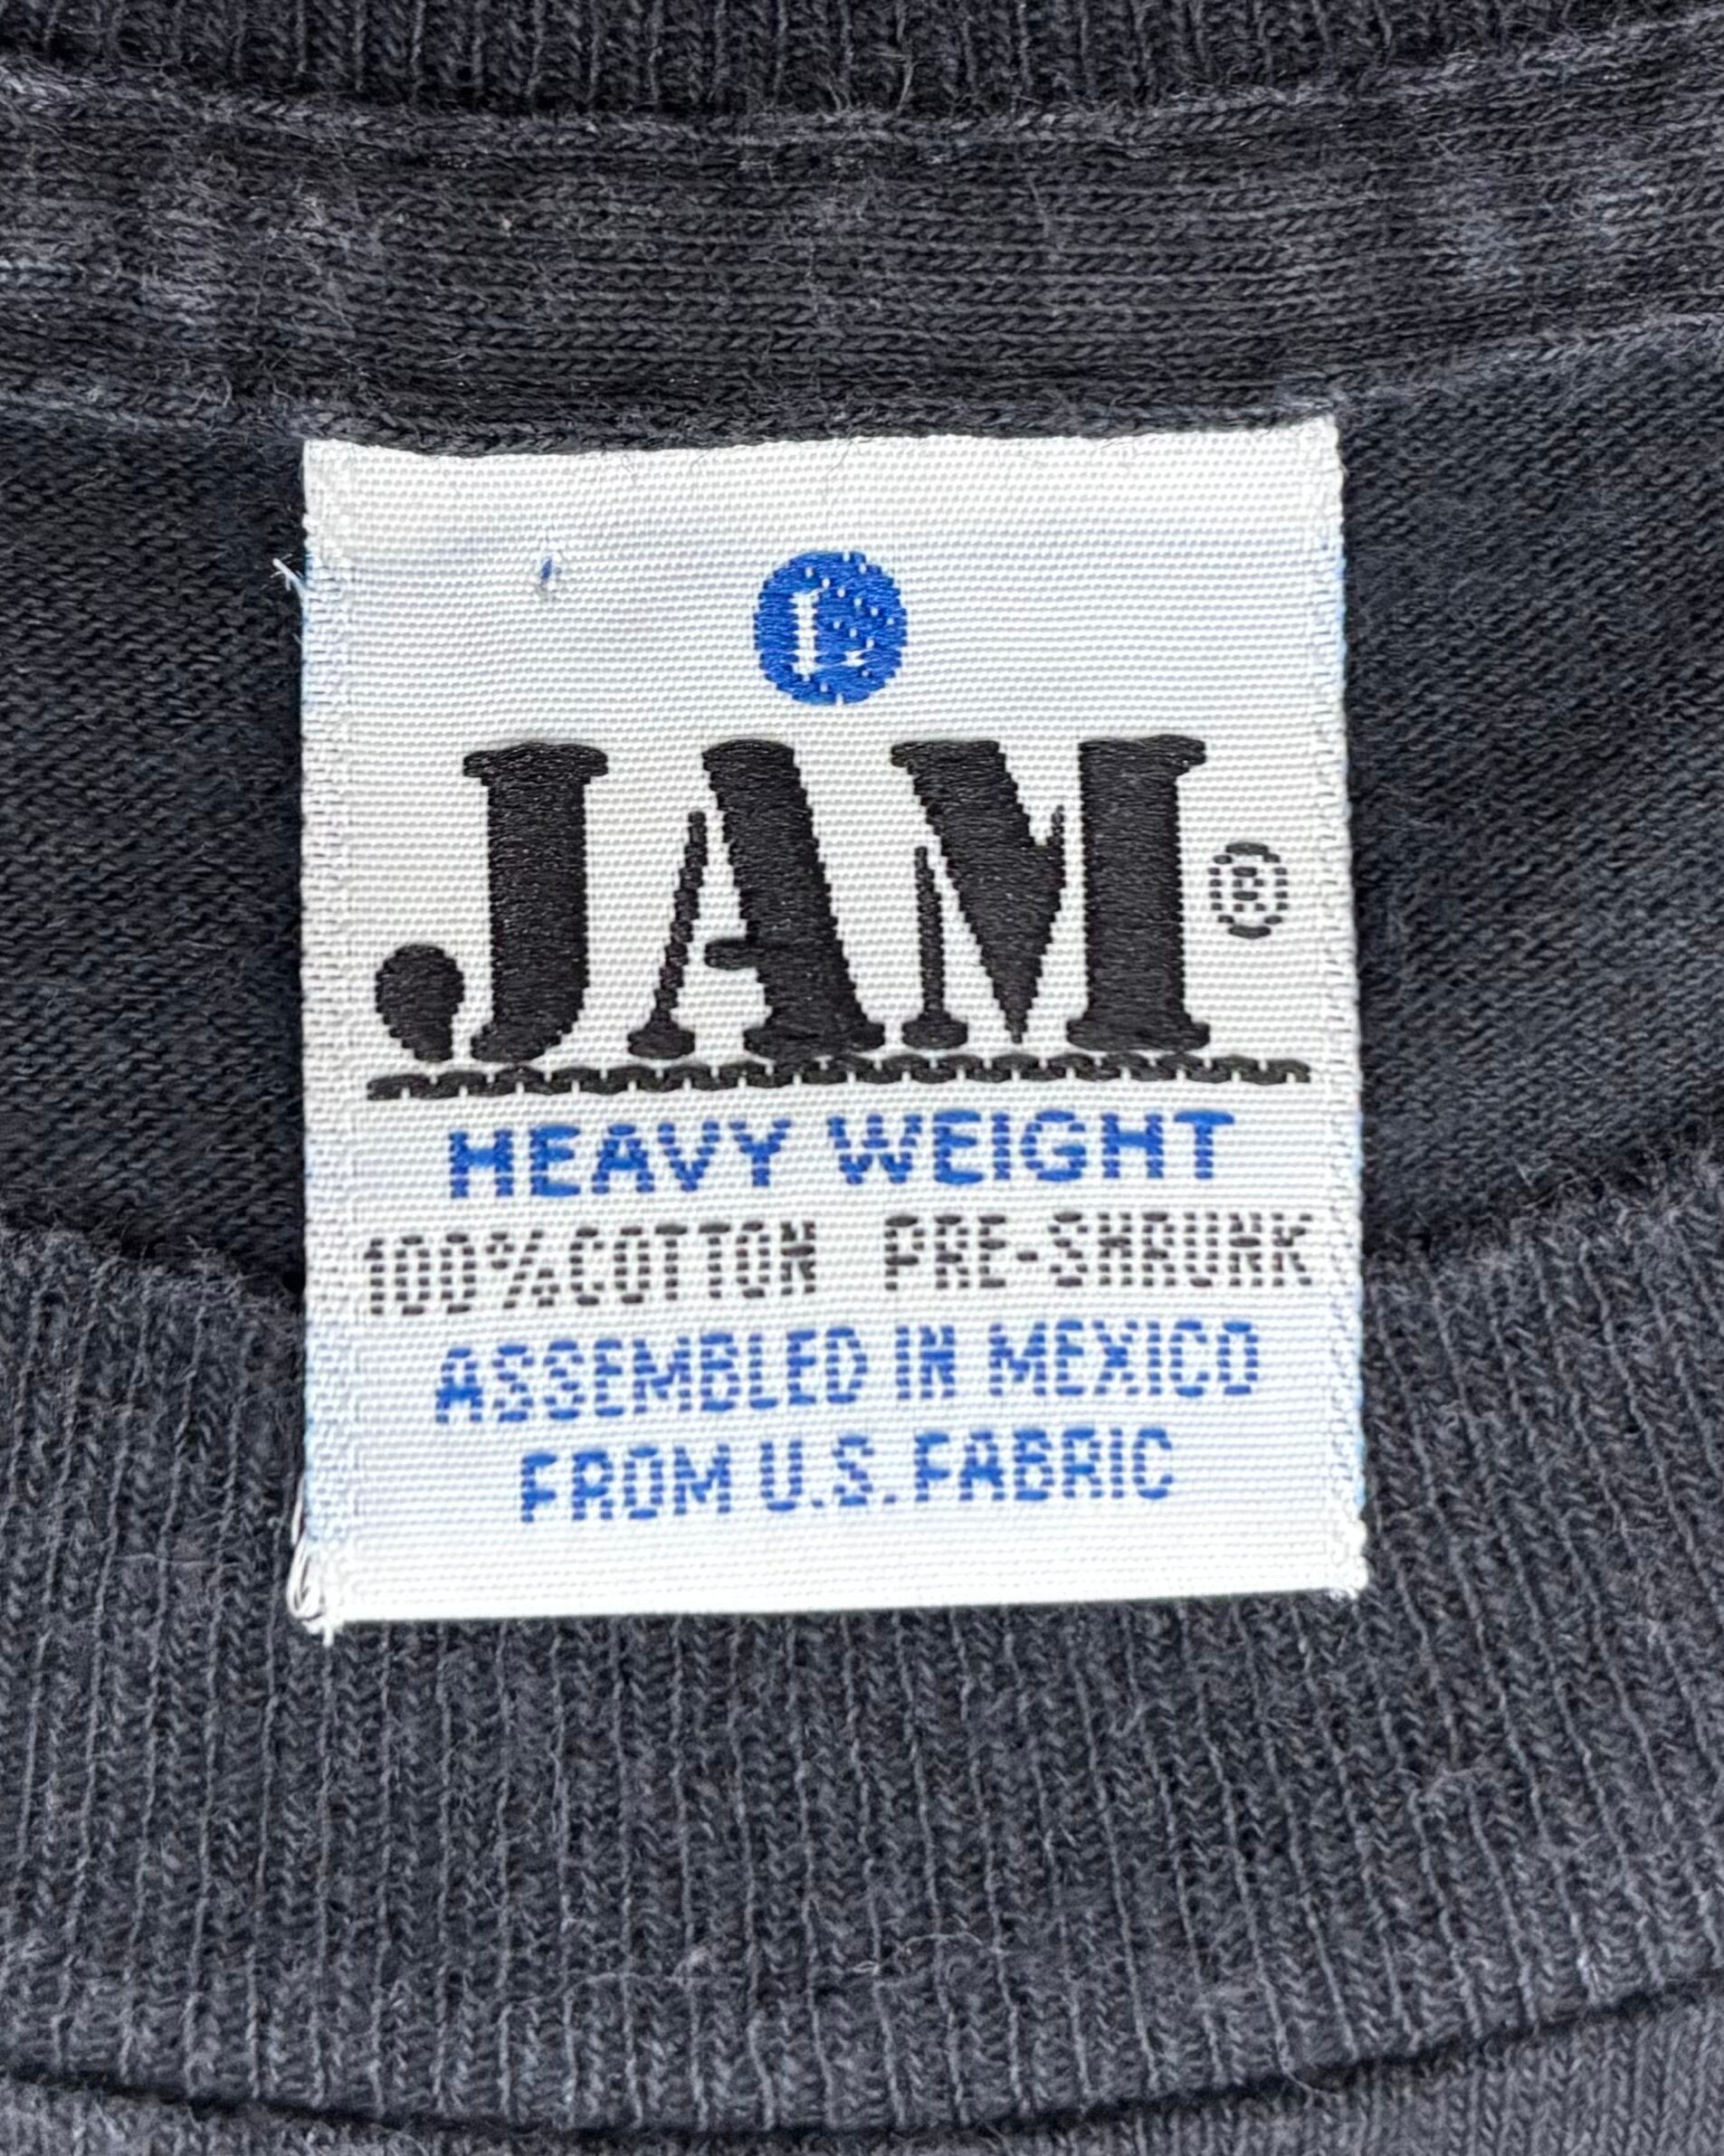 L
JAM®
HEAVY WEIGHT
100% COTTON PRE-SHRUNK
ASSEMBLED IN MEXICO
FROM U.S. FABRIC